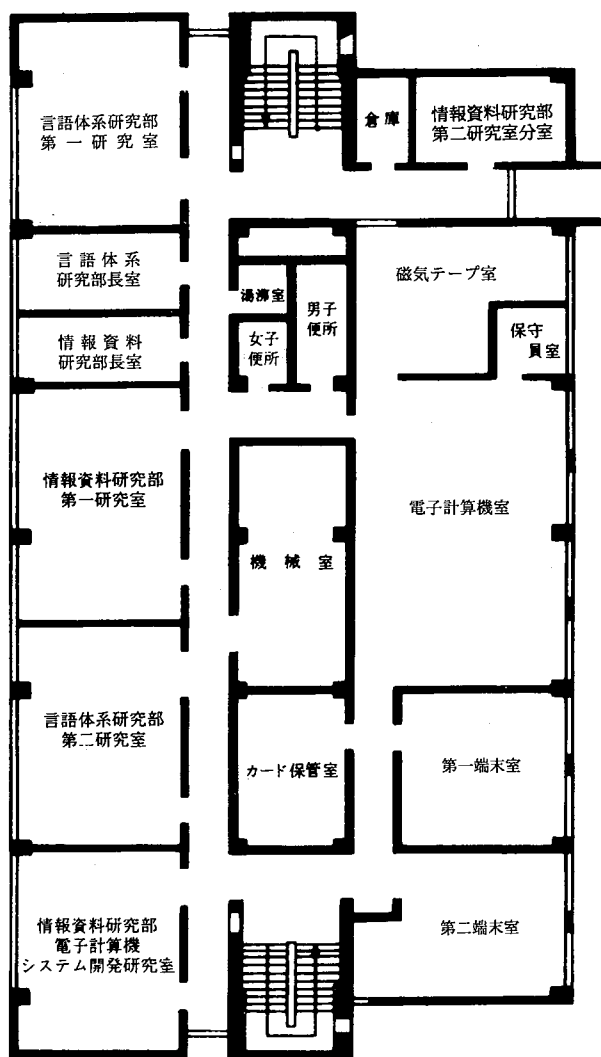 言語体系研究部
第一研究室
倉庫
情報資料研究部
第二研究室分室
言語体系
研究部長室
湯沸室
男子
便所
磁気テープ室
情報資料
研究部長室
女子
便所
保守
員室
情報資料研究部
第一研究室
電子計算機室
機械室
言語体系研究部
第二研究室
カード保管室
第一端末室
情報資料研究部
電子計算機
システム開発研究室
第二端末室